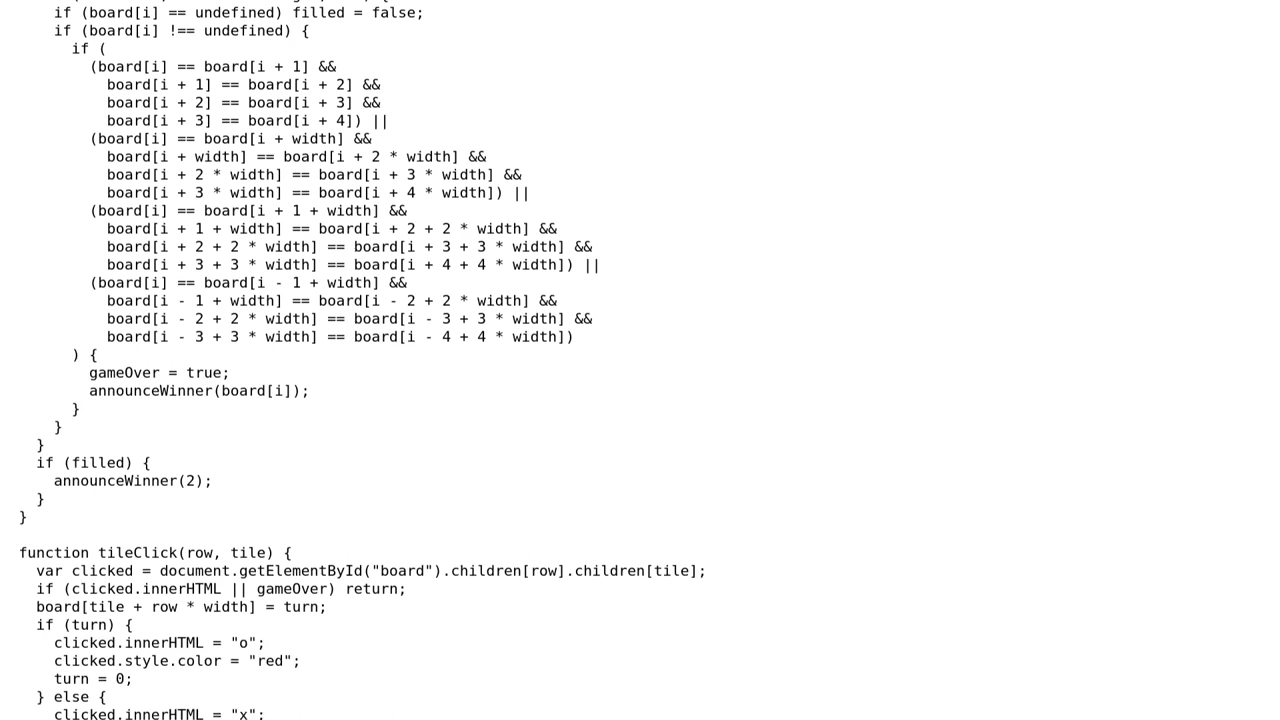 if (board[i] == undefined) filled = false;
if (board[i] !== undefined) {
if (
(board[i] == board[i + 1] &&
board[i + 1] == board[i + 2] &&
board[i + 2] == board[i + 3] &&
board[i + 3] == board[i + 4]) ||
(board[i] == board[i + width] &&
board[i + width] == board[i + 2 * width] &&
board[i + 2 * width] == board[i + 3 * width] &&
board[i + 3 * width] == board[i + 4 * width]) ||
(board[i] == board[i + 1 + width] &&
board[i + 1 + width] == board[i + 2 + 2 * width] &&
board[i + 2 + 2 * width] == board[i + 3 + 3 * width] &&
board[i + 3 + 3 * width] == board[i + 4 + 4 * width]) ||
(board[i] == board[i - 1 + width] &&
board[i - 1 + width] == board[i - 2 + 2 * width] &&
board[i - 2 + 2 * width] == board[i - 3 + 3 * width] &&
board[i - 3 + 3 * width] == board[i - 4 + 4 * width])
) {
gameOver = true;
announceWinner(board[i]);
}
}
}
if (filled) {
announceWinner(2);
}
}
function tileClick(row, tile) {
var clicked = document.getElementById("board").children[row].children[tile];
if (clicked.innerHTML || gameOver) return;
board[tile + row * width] = turn;
if (turn) {
clicked.innerHTML = "o";
clicked.style.color = "red";
turn = 0;
} else {
clicked.innerHTML = "x";